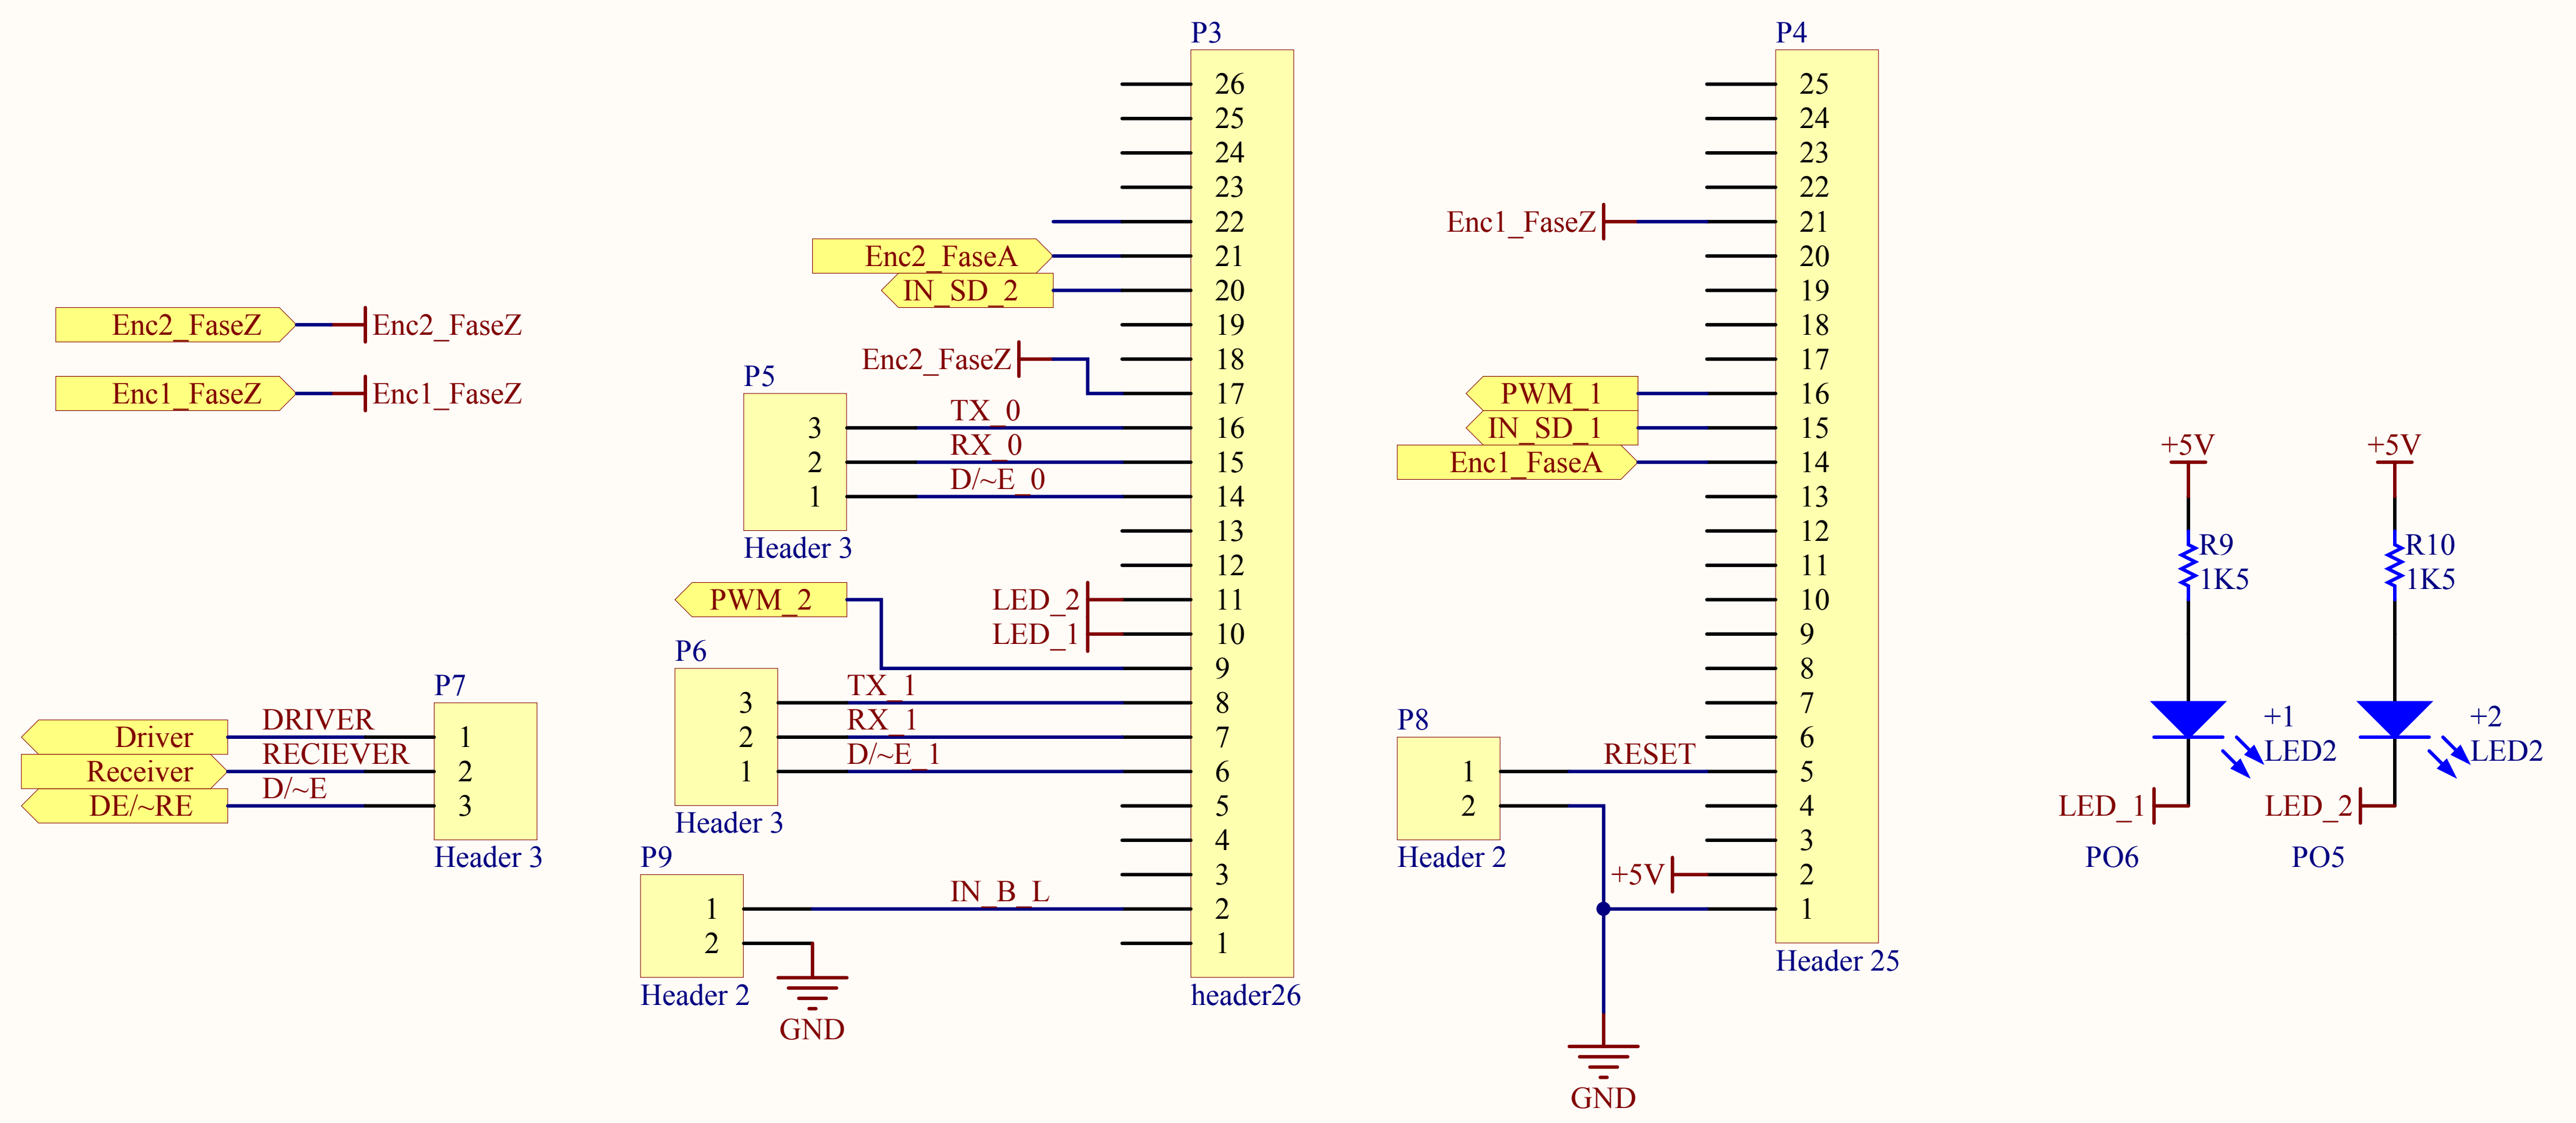 Enc2_FaseZ Enc2_FaseZ
Enc1_FaseZ Enc1_FaseZ
P7
Driver DRIVER 1
Receiver RECIEVER 2
DE/~RE D/~E 3
Header 3
P3
26
25
24
23
22
Enc2_FaseA 21
IN_SD_2 20
19
18
Enc2_FaseZ
17
P5
3 TX_0 16
2 RX_0 15
1 D/~E_0 14
Header 3
13
12
LED_2 11
LED_1 10
PWM_2 9
P6
3 TX_1 8
2 RX_1 7
1 D/~E_1 6
Header 3
5
4
3
P9
1 IN_B_L 2
2
1
Header 2
GND
header26
P4
25
24
23
22
Enc1_FaseZ 21
20
19
18
17
PWM_1 16
IN_SD_1 15
Enc1_FaseA 14
13
12
11
10
9
8
7
6
P8
1 RESET 5
2 4
Header 2
3
+5V 2
1
Header 25
GND
+5V
R9
1K5
+1
LED2
LED_1
PO6
+5V
R10
1K5
+2
LED2
LED_2
PO5